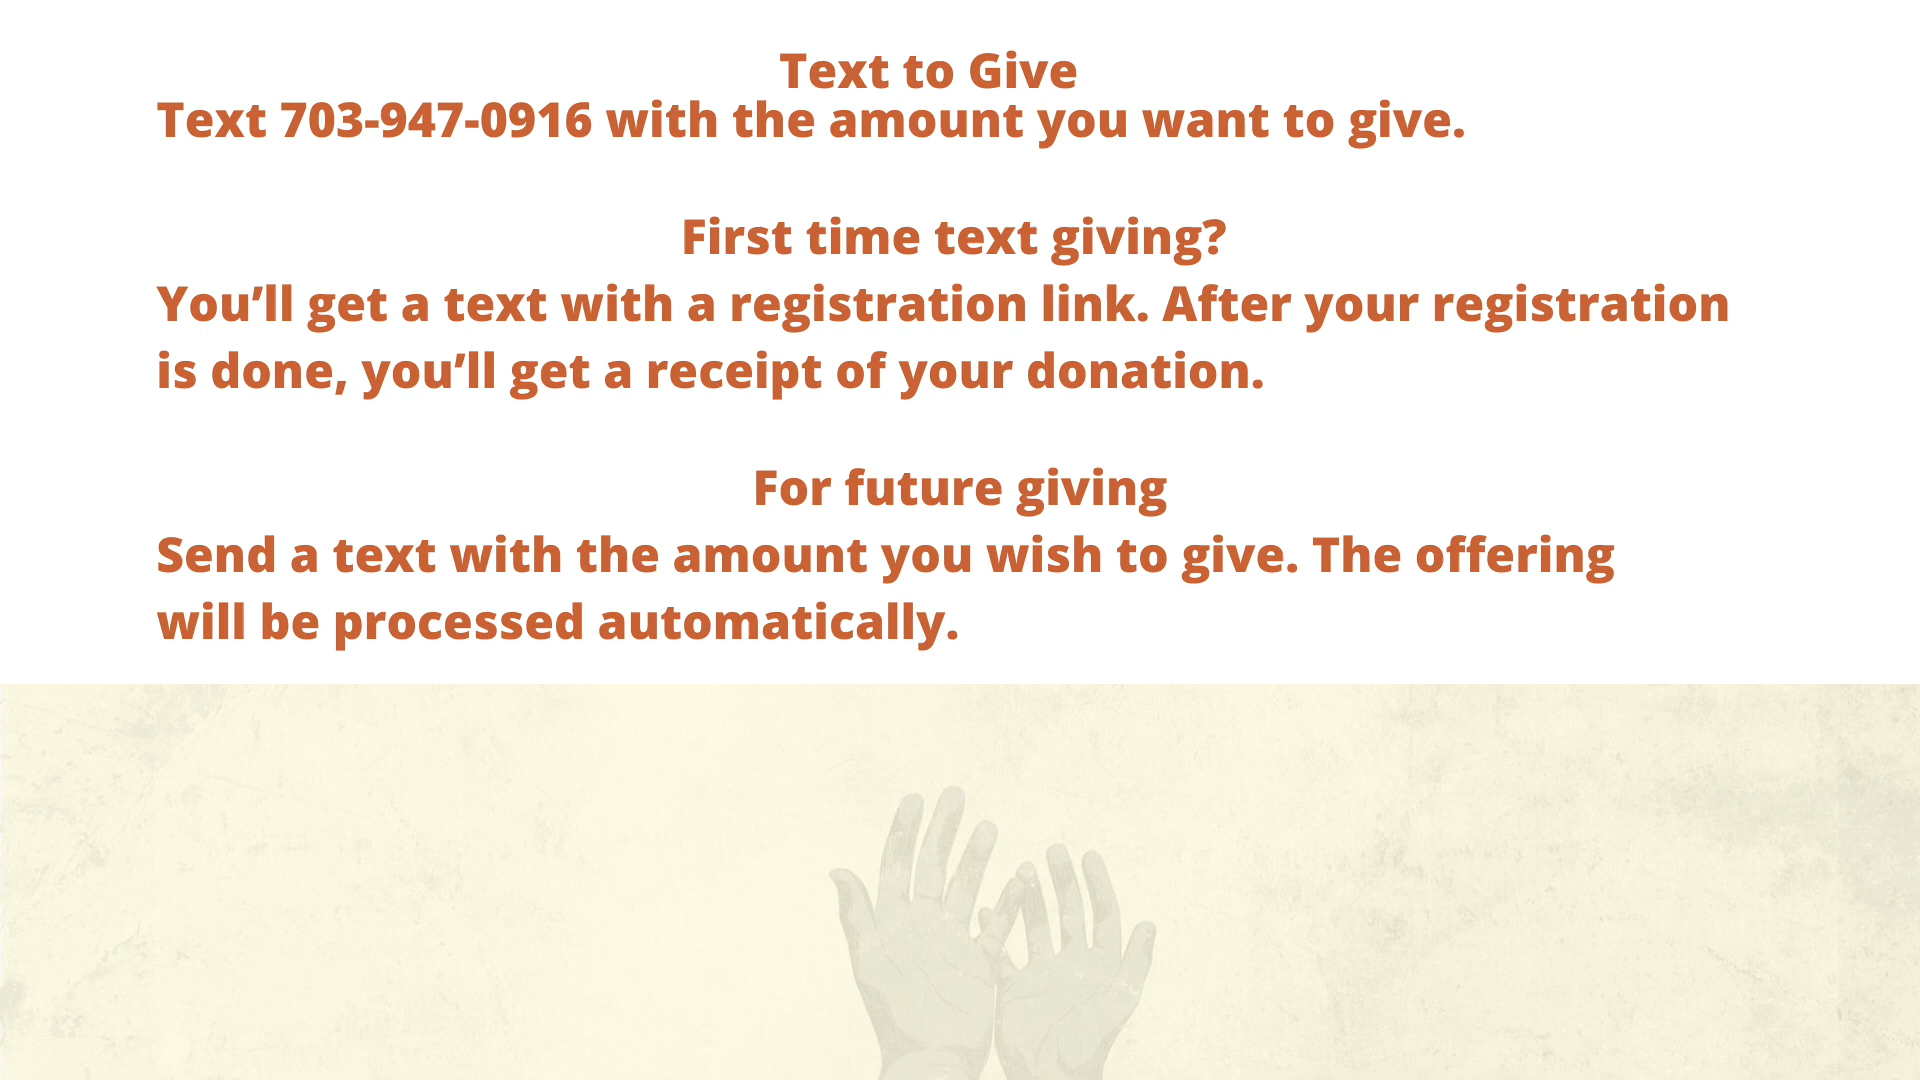 Text to Give
Text 703-947-0916 with the amount you want to give.
First time text giving?
You’ll get a text with a registration link. After your registration
is done, you’ll get a receipt of your donation.
For future giving
Send a text with the amount you wish to give. The offering
will be processed automatically.